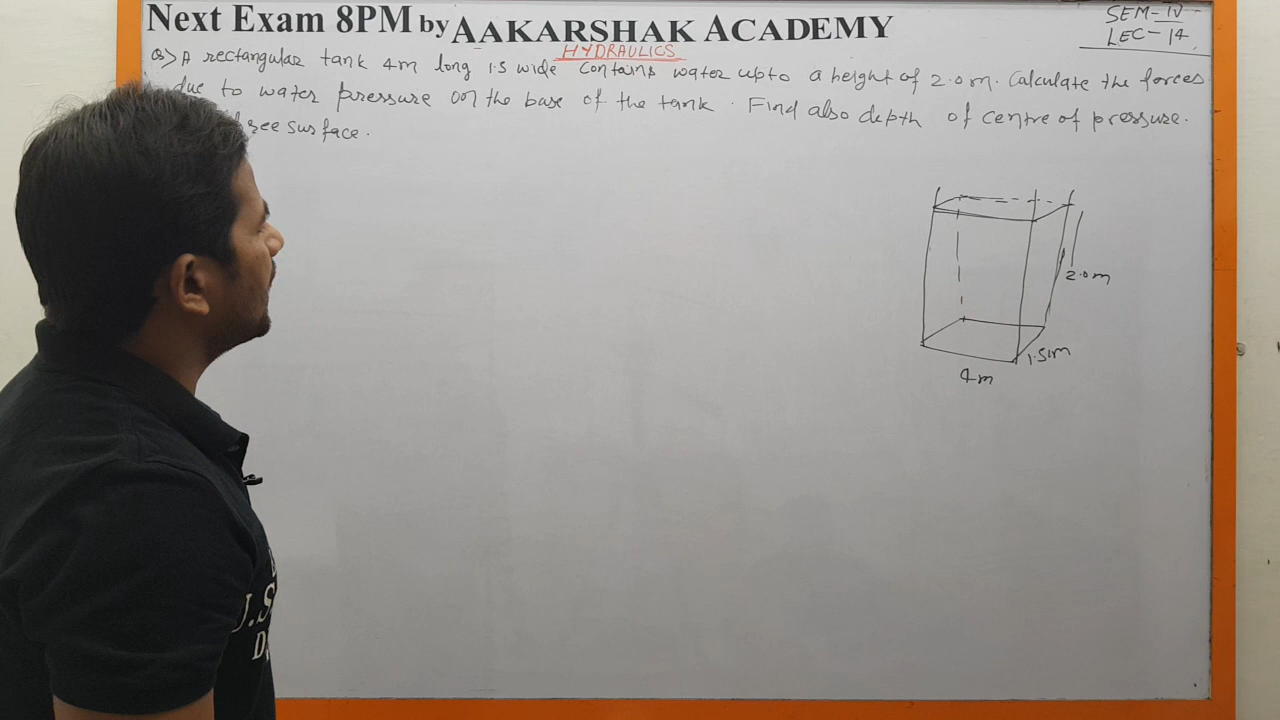 Next Exam 8PM by AAKARSHAK ACADEMY
SEM-IV
LEC-14
HYDRAULICS
Q> A rectangular tank 4m long 1.5 wide contains water upto a height of 2.0m. Calculate the forces
due to water pressure on the base of the tank. Find also depth of centre of pressure.
free surface.
2.0m
1.5m
4m